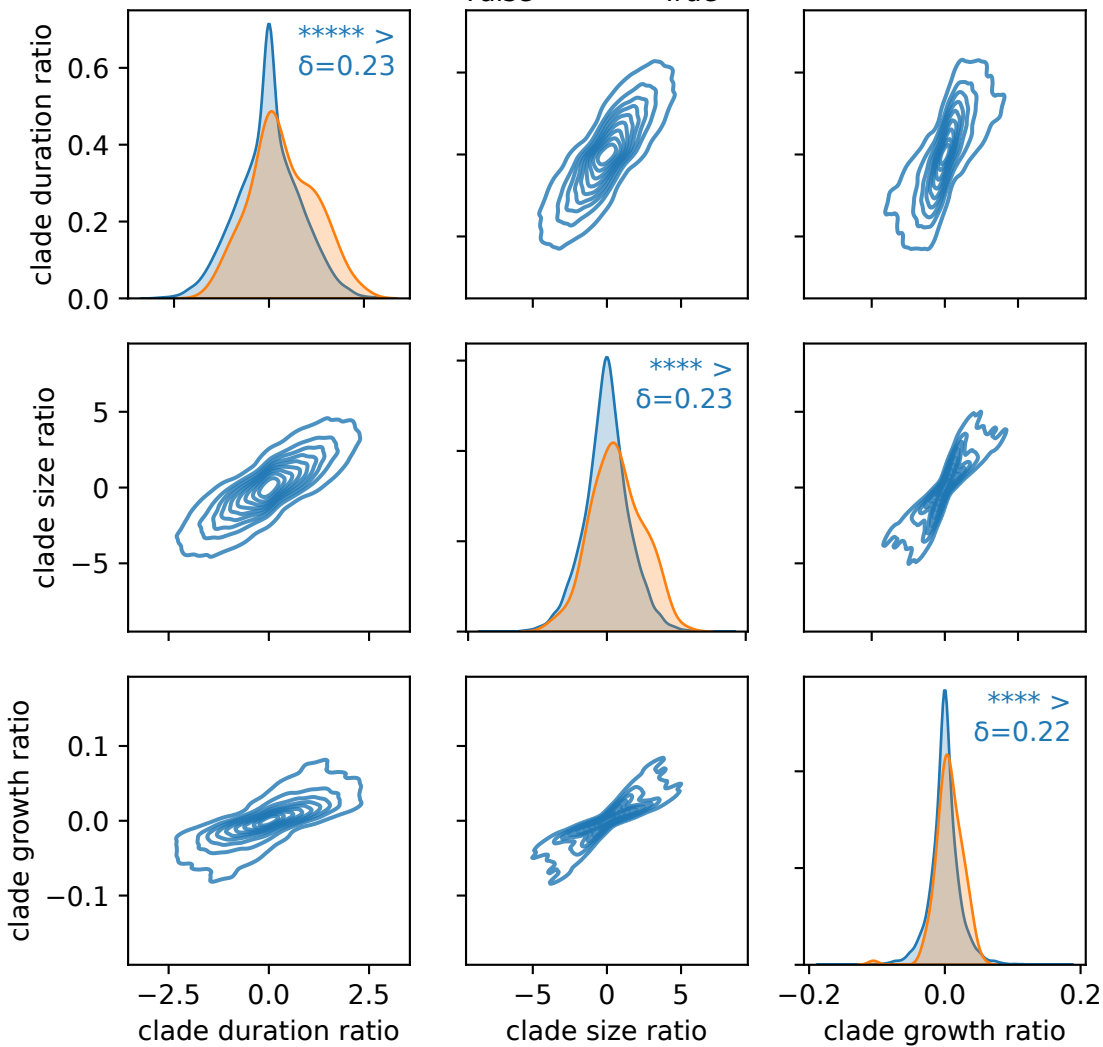 ***** >
δ=0.23
clade duration ratio
0.6
0.4
0.2
0.0
**** >
δ=0.23
clade size ratio
5
0
−5
**** >
δ=0.22
clade growth ratio
0.1
0.0
−0.1
−2.5 0.0 2.5
−5 0 5
−0.2 0.0 0.2
clade duration ratio
clade size ratio
clade growth ratio